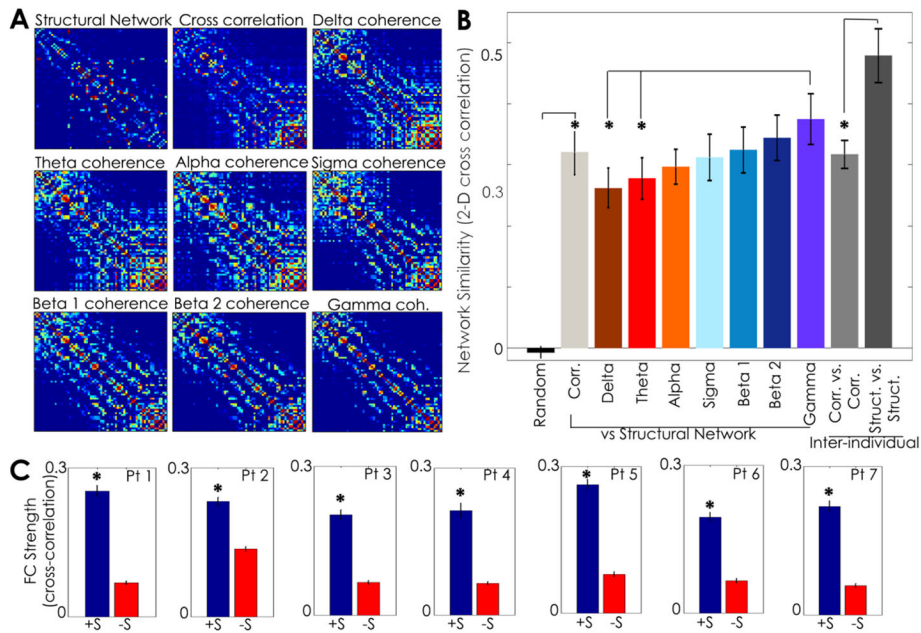 A
Structural Network Cross correlation Delta coherence
Theta coherence Alpha coherence Sigma coherence
Beta 1 coherence Beta 2 coherence Gamma coh.
B
Network Similarity (2-D cross correlation)
0.5
0.3
0
* * * *
Random
Corr.
Delta
Theta
Alpha
Sigma
Beta 1
Beta 2
Gamma
Corr. vs.
Corr.
Struct. vs.
Struct.
vs Structural Network
Inter-individual
C
FC Strength
(cross-correlation)
0.3 0.3 0.3 0.3 0.3 0.3 0.3
Pt 1 Pt 2 Pt 3 Pt 4 Pt 5 Pt 6 Pt 7
* * * * * * *
0 0 0 0 0 0 0
+S -S +S -S +S -S +S -S +S -S +S -S +S -S